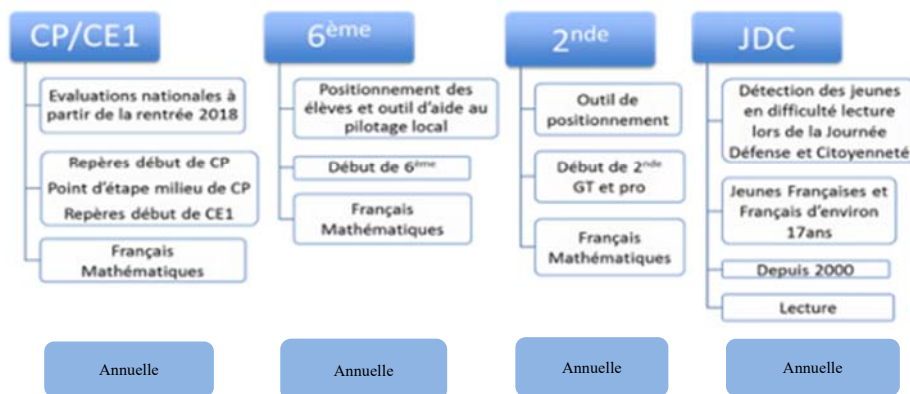 CP/CE1
Evaluations nationales à
partir de la rentrée 2018
Repères début de CP
Point d'étape milieu de CP
Repères début de CE1
Français
Mathématiques
Annuelle
6ème
Positionnement des
élèves et outil d'aide au
pilotage local
Début de 6ème
Français
Mathématiques
Annuelle
2nde
Outil de
positionnement
Début de 2nde
GT et pro
Français
Mathématiques
Annuelle
JDC
Détection des jeunes
en difficulté lecture
lors de la Journée
Défense et Citoyenneté
Jeunes Françaises et
Français d'environ
17ans
Depuis 2000
Lecture
Annuelle